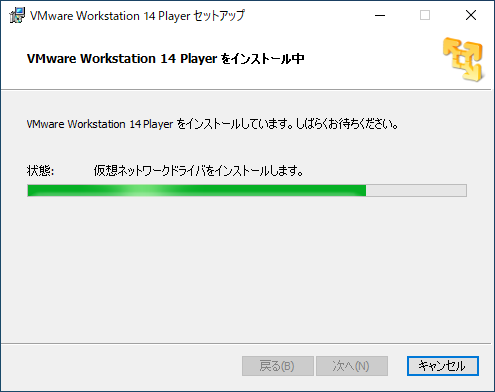 VMware Workstation 14 Player セットアップ
VMware Workstation 14 Player をインストール中
VMware Workstation 14 Player をインストールしています。しばらくお待ちください。
状態: 仮想ネットワークドライバをインストールします。
戻る(B) 次へ(N) キャンセル